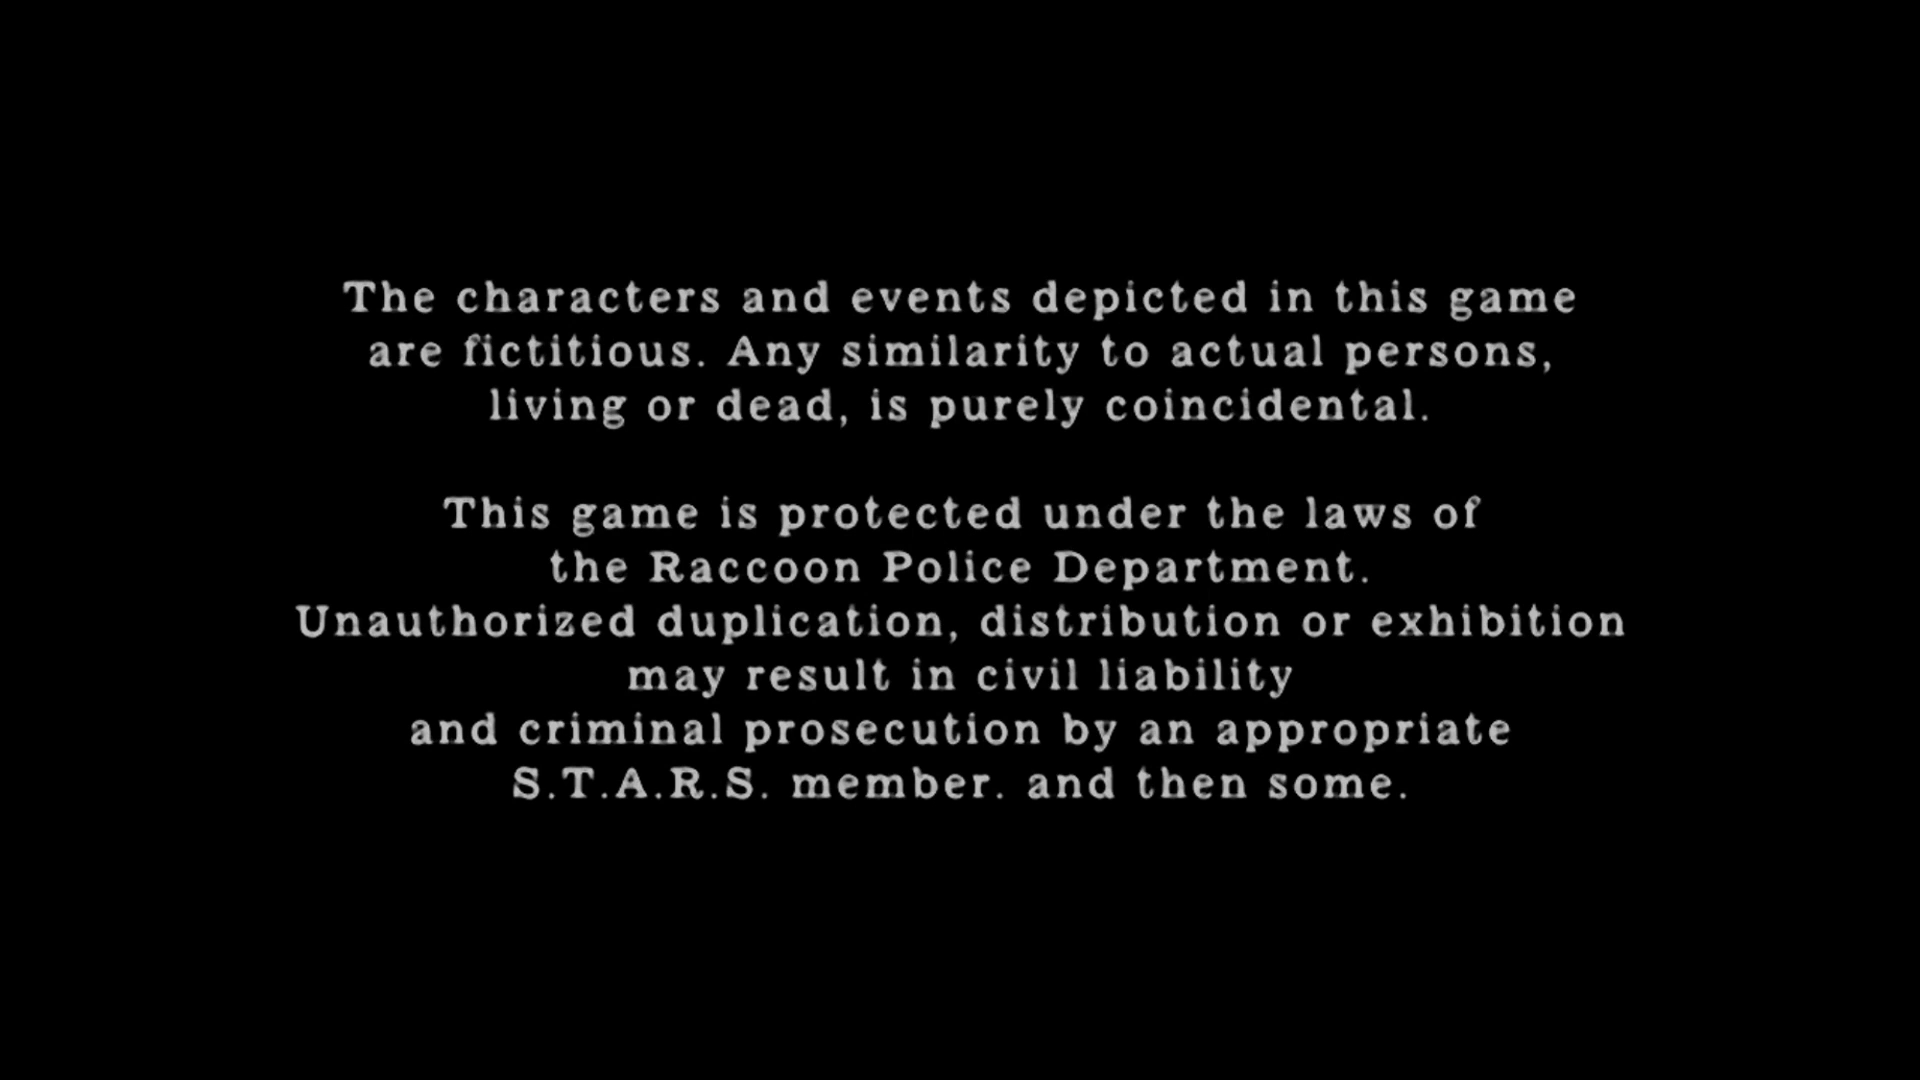 The characters and events depicted in this game
are fictitious. Any similarity to actual persons,
living or dead, is purely coincidental.
This game is protected under the laws of
the Raccoon Police Department.
Unauthorized duplication, distribution or exhibition
may result in civil liability
and criminal prosecution by an appropriate
S.T.A.R.S. member. and then some.